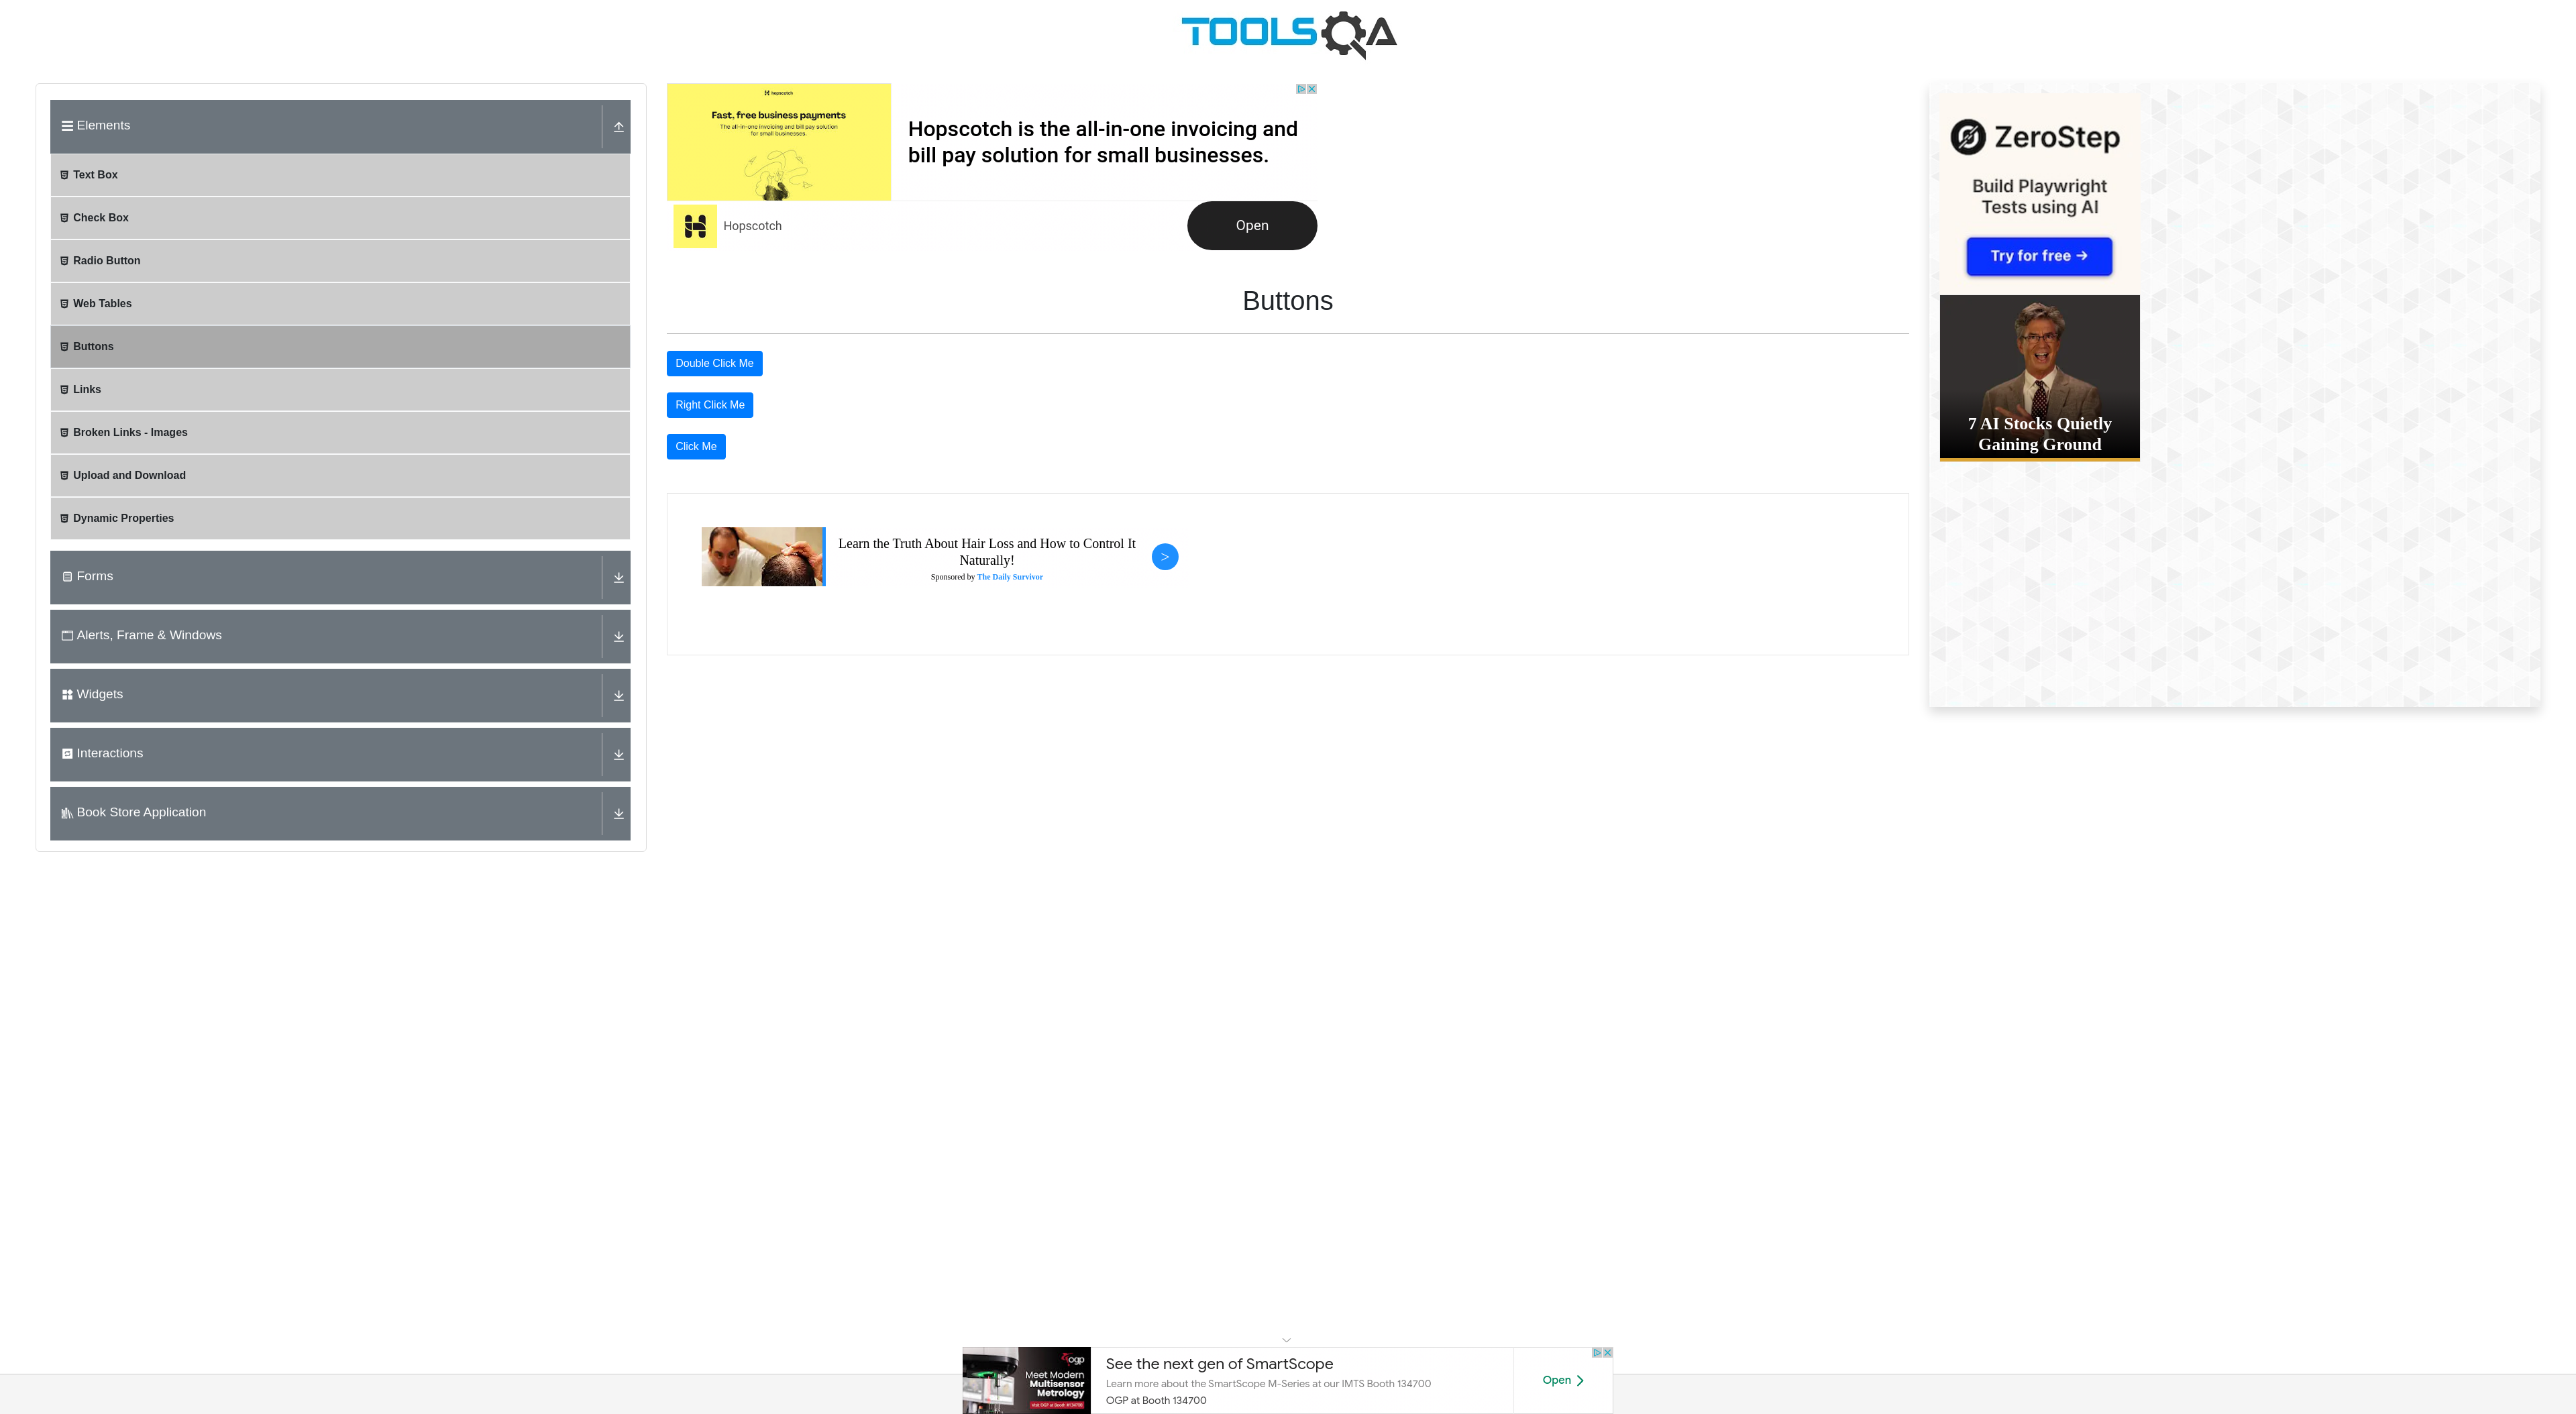 TOOLSQA
Elements
Text Box
Check Box
Radio Button
Web Tables
Buttons
Links
Broken Links - Images
Upload and Download
Dynamic Properties
Forms
Alerts, Frame & Windows
Widgets
Interactions
Book Store Application
Hopscotch
Fast, free business payments
The all-in-one invoicing and bill pay solution
for small businesses.
Hopscotch is the all-in-one invoicing and
bill pay solution for small businesses.
Hopscotch
Open
Buttons
Double Click Me
Right Click Me
Click Me
Learn the Truth About Hair Loss and How to Control It
Naturally!
Sponsored by The Daily Survivor
>
ZeroStep
Build Playwright
Tests using AI
Try for free →
7 AI Stocks Quietly
Gaining Ground
ogp
Meet Modern
Multisensor
Metrology
Visit OGP at Booth #134700
See the next gen of SmartScope
Learn more about the SmartScope M-Series at our IMTS Booth 134700
OGP at Booth 134700
Open